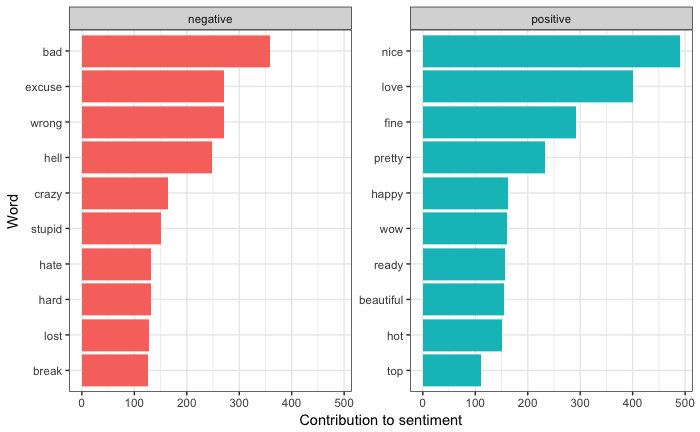 negative
positive
Word
bad
excuse
wrong
hell
crazy
stupid
hate
hard
lost
break
0 100 200 300 400 500
nice
love
fine
pretty
happy
wow
ready
beautiful
hot
top
0 100 200 300 400 500
Contribution to sentiment